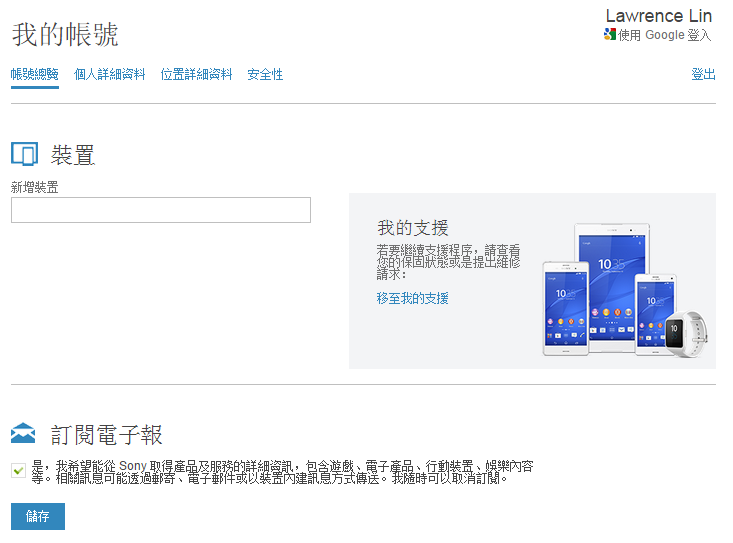 我的帳號
Lawrence Lin
使用 Google 登入
帳號總覽 個人詳細資料 位置詳細資料 安全性 登出
裝置
新增裝置
我的支援
若要繼續支援程序，請查看
您的保固狀態或是提出維修
請求：
移至我的支援
10:35
10:35
10:35
10
訂閱電子報
是，我希望能從 Sony 取得產品及服務的詳細資訊，包含遊戲、電子產品、行動裝置、娛樂內容
等。相關訊息可能透過郵寄、電子郵件或以裝置內建訊息方式傳送。我隨時可以取消訂閱。
儲存